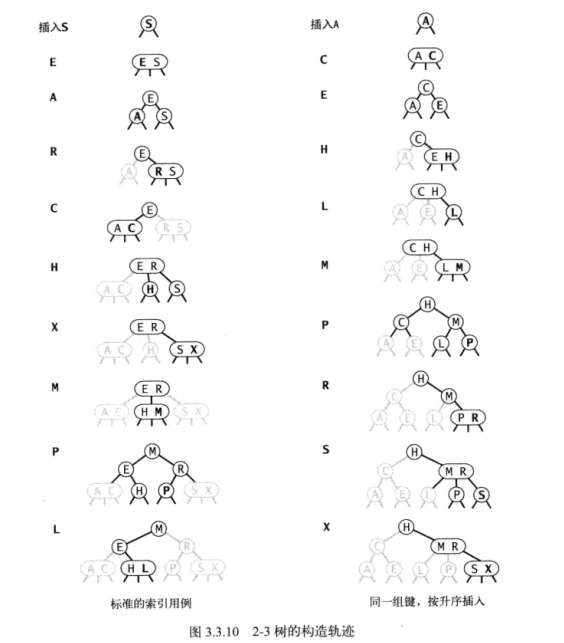 插入S
S
E
E S
A
E
A S
R
E
A R S
C
E
A C R S
H
E R
A C H S
X
E R
A C H S X
M
E R
A C H M S X
P
M
E R
A C H P S X
L
M
E R
A C H L P S X
标准的索引用例
插入A
A
C
A C
E
C
A E
H
C
A E H
L
C H
A E L
M
C H
A E L M
P
H
C M
A E L P
R
H
C M
A E L P R
S
H
C M R
A E L P S
X
H
C M R
A E L P S X
同一组键，按升序插入
图 3.3.10 2-3 树的构造轨迹